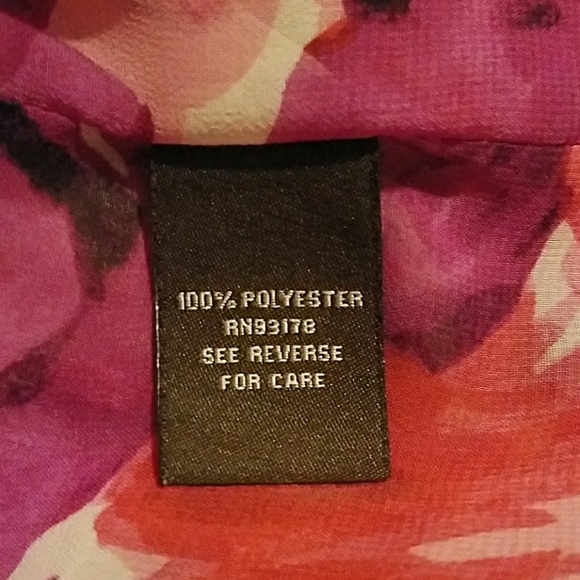 100% POLYESTER
RN93178
SEE REVERSE
FOR CARE